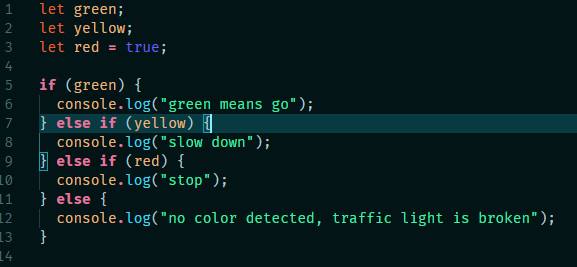 1 let green;
2 let yellow;
3 let red = true;
4
5 if (green) {
6   console.log("green means go");
7 } else if (yellow) {
8   console.log("slow down");
9 } else if (red) {
10   console.log("stop");
11 } else {
12   console.log("no color detected, traffic light is broken");
13 }
14